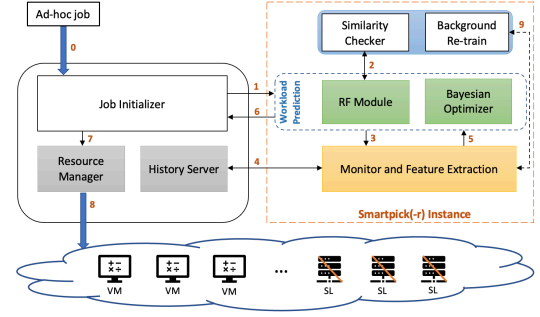 Ad-hoc job
0
Similarity
Checker
Background
Re-train
9
2
Job Initializer
1
6
Workload
Prediction
RF Module
Bayesian
Optimizer
7
3
5
Resource
Manager
History Server
4
Monitor and Feature Extraction
8
Smartpick(-r) Instance
VM
VM
VM
...
SL
SL
SL